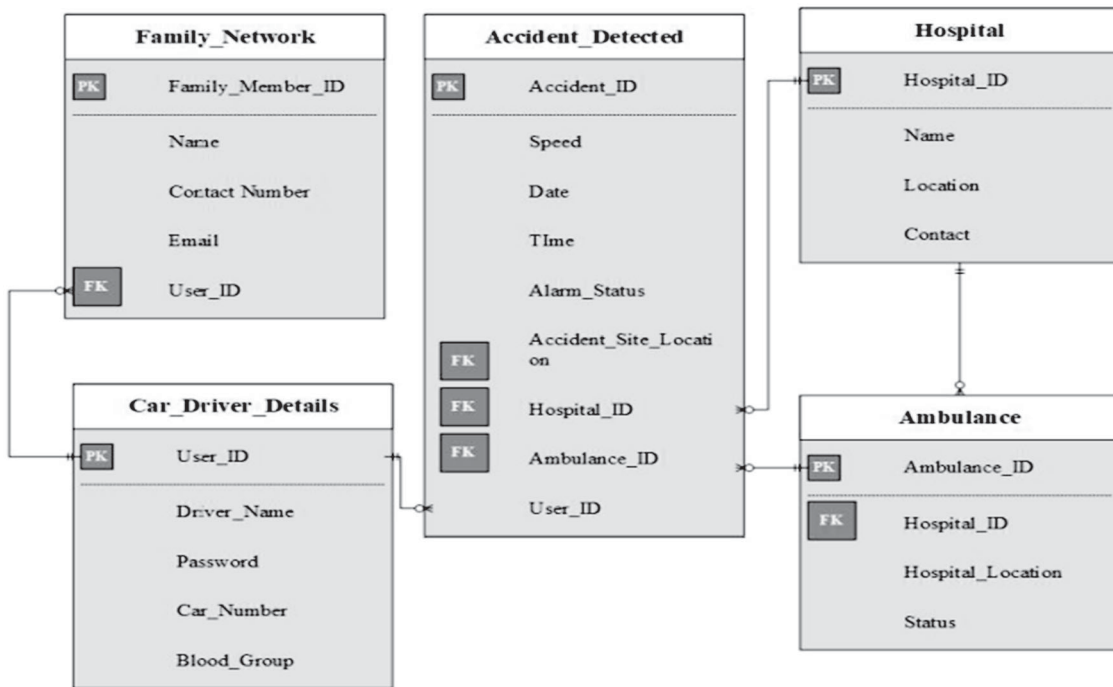 Family_Network
PK Family_Member_ID
Name
Contact Number
Email
FK User_ID
Car_Driver_Details
PK User_ID
Driver_Name
Password
Car_Number
Blood_Group
Accident_Detected
PK Accident_ID
Speed
Date
TIme
Alarm_Status
FK Accident_Site_Locati
on
FK Hospital_ID
FK Ambulance_ID
User_ID
Hospital
PK Hospital_ID
Name
Location
Contact
Ambulance
PK Ambulance_ID
FK Hospital_ID
Hospital_Location
Status